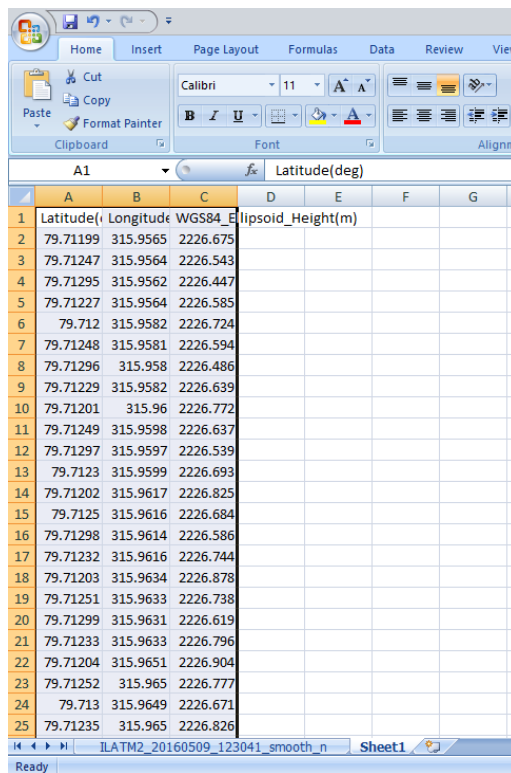 Home Insert Page Layout Formulas Data Review Vie
Cut
Calibri 11 A A
Copy
Paste
B I U A
Format Painter
Clipboard Font Alignm
A1 fx Latitude(deg)
A B C D E F G
1 Latitude( Longitude WGS84_E lipsoid_Height(m)
2 79.71199 315.9565 2226.675
3 79.71247 315.9564 2226.543
4 79.71295 315.9562 2226.447
5 79.71227 315.9564 2226.585
6 79.712 315.9582 2226.724
7 79.71248 315.9581 2226.594
8 79.71296 315.958 2226.486
9 79.71229 315.9582 2226.639
10 79.71201 315.96 2226.772
11 79.71249 315.9598 2226.637
12 79.71297 315.9597 2226.539
13 79.7123 315.9599 2226.693
14 79.71202 315.9617 2226.825
15 79.7125 315.9616 2226.684
16 79.71298 315.9614 2226.586
17 79.71232 315.9616 2226.744
18 79.71203 315.9634 2226.878
19 79.71251 315.9633 2226.738
20 79.71299 315.9631 2226.619
21 79.71233 315.9633 2226.796
22 79.71204 315.9651 2226.904
23 79.71252 315.965 2226.777
24 79.713 315.9649 2226.671
25 79.71235 315.965 2226.826
ILATM2_20160509_123041_smooth_n Sheet1
Ready